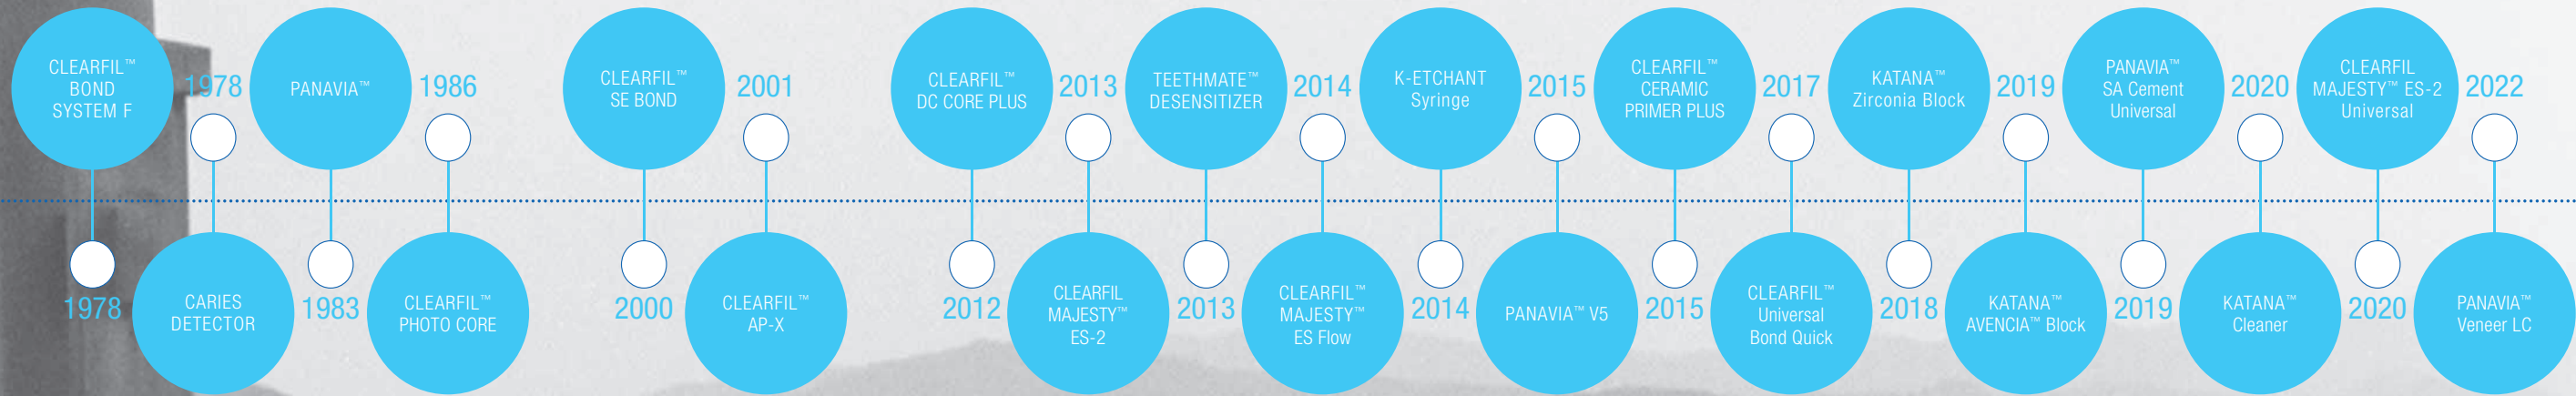 CLEARFIL™
BOND
SYSTEM F
1978
CARIES
DETECTOR
1978
PANAVIA™
1983
CLEARFIL™
PHOTO CORE
1986
CLEARFIL™
SE BOND
2000
CLEARFIL™
AP-X
2001
CLEARFIL™
DC CORE PLUS
2012
CLEARFIL
MAJESTY™
ES-2
2013
TEETHMATE™
DESENSITIZER
2013
CLEARFIL™
MAJESTY™
ES Flow
2014
K-ETCHANT
Syringe
2014
PANAVIA™ V5
2015
CLEARFIL™
CERAMIC
PRIMER PLUS
2015
CLEARFIL™
Universal
Bond Quick
2017
KATANA™
Zirconia Block
2018
KATANA™
AVENCIA™ Block
2019
PANAVIA™
SA Cement
Universal
2019
KATANA™
Cleaner
2020
CLEARFIL
MAJESTY™ ES-2
Universal
2020
PANAVIA™
Veneer LC
2022